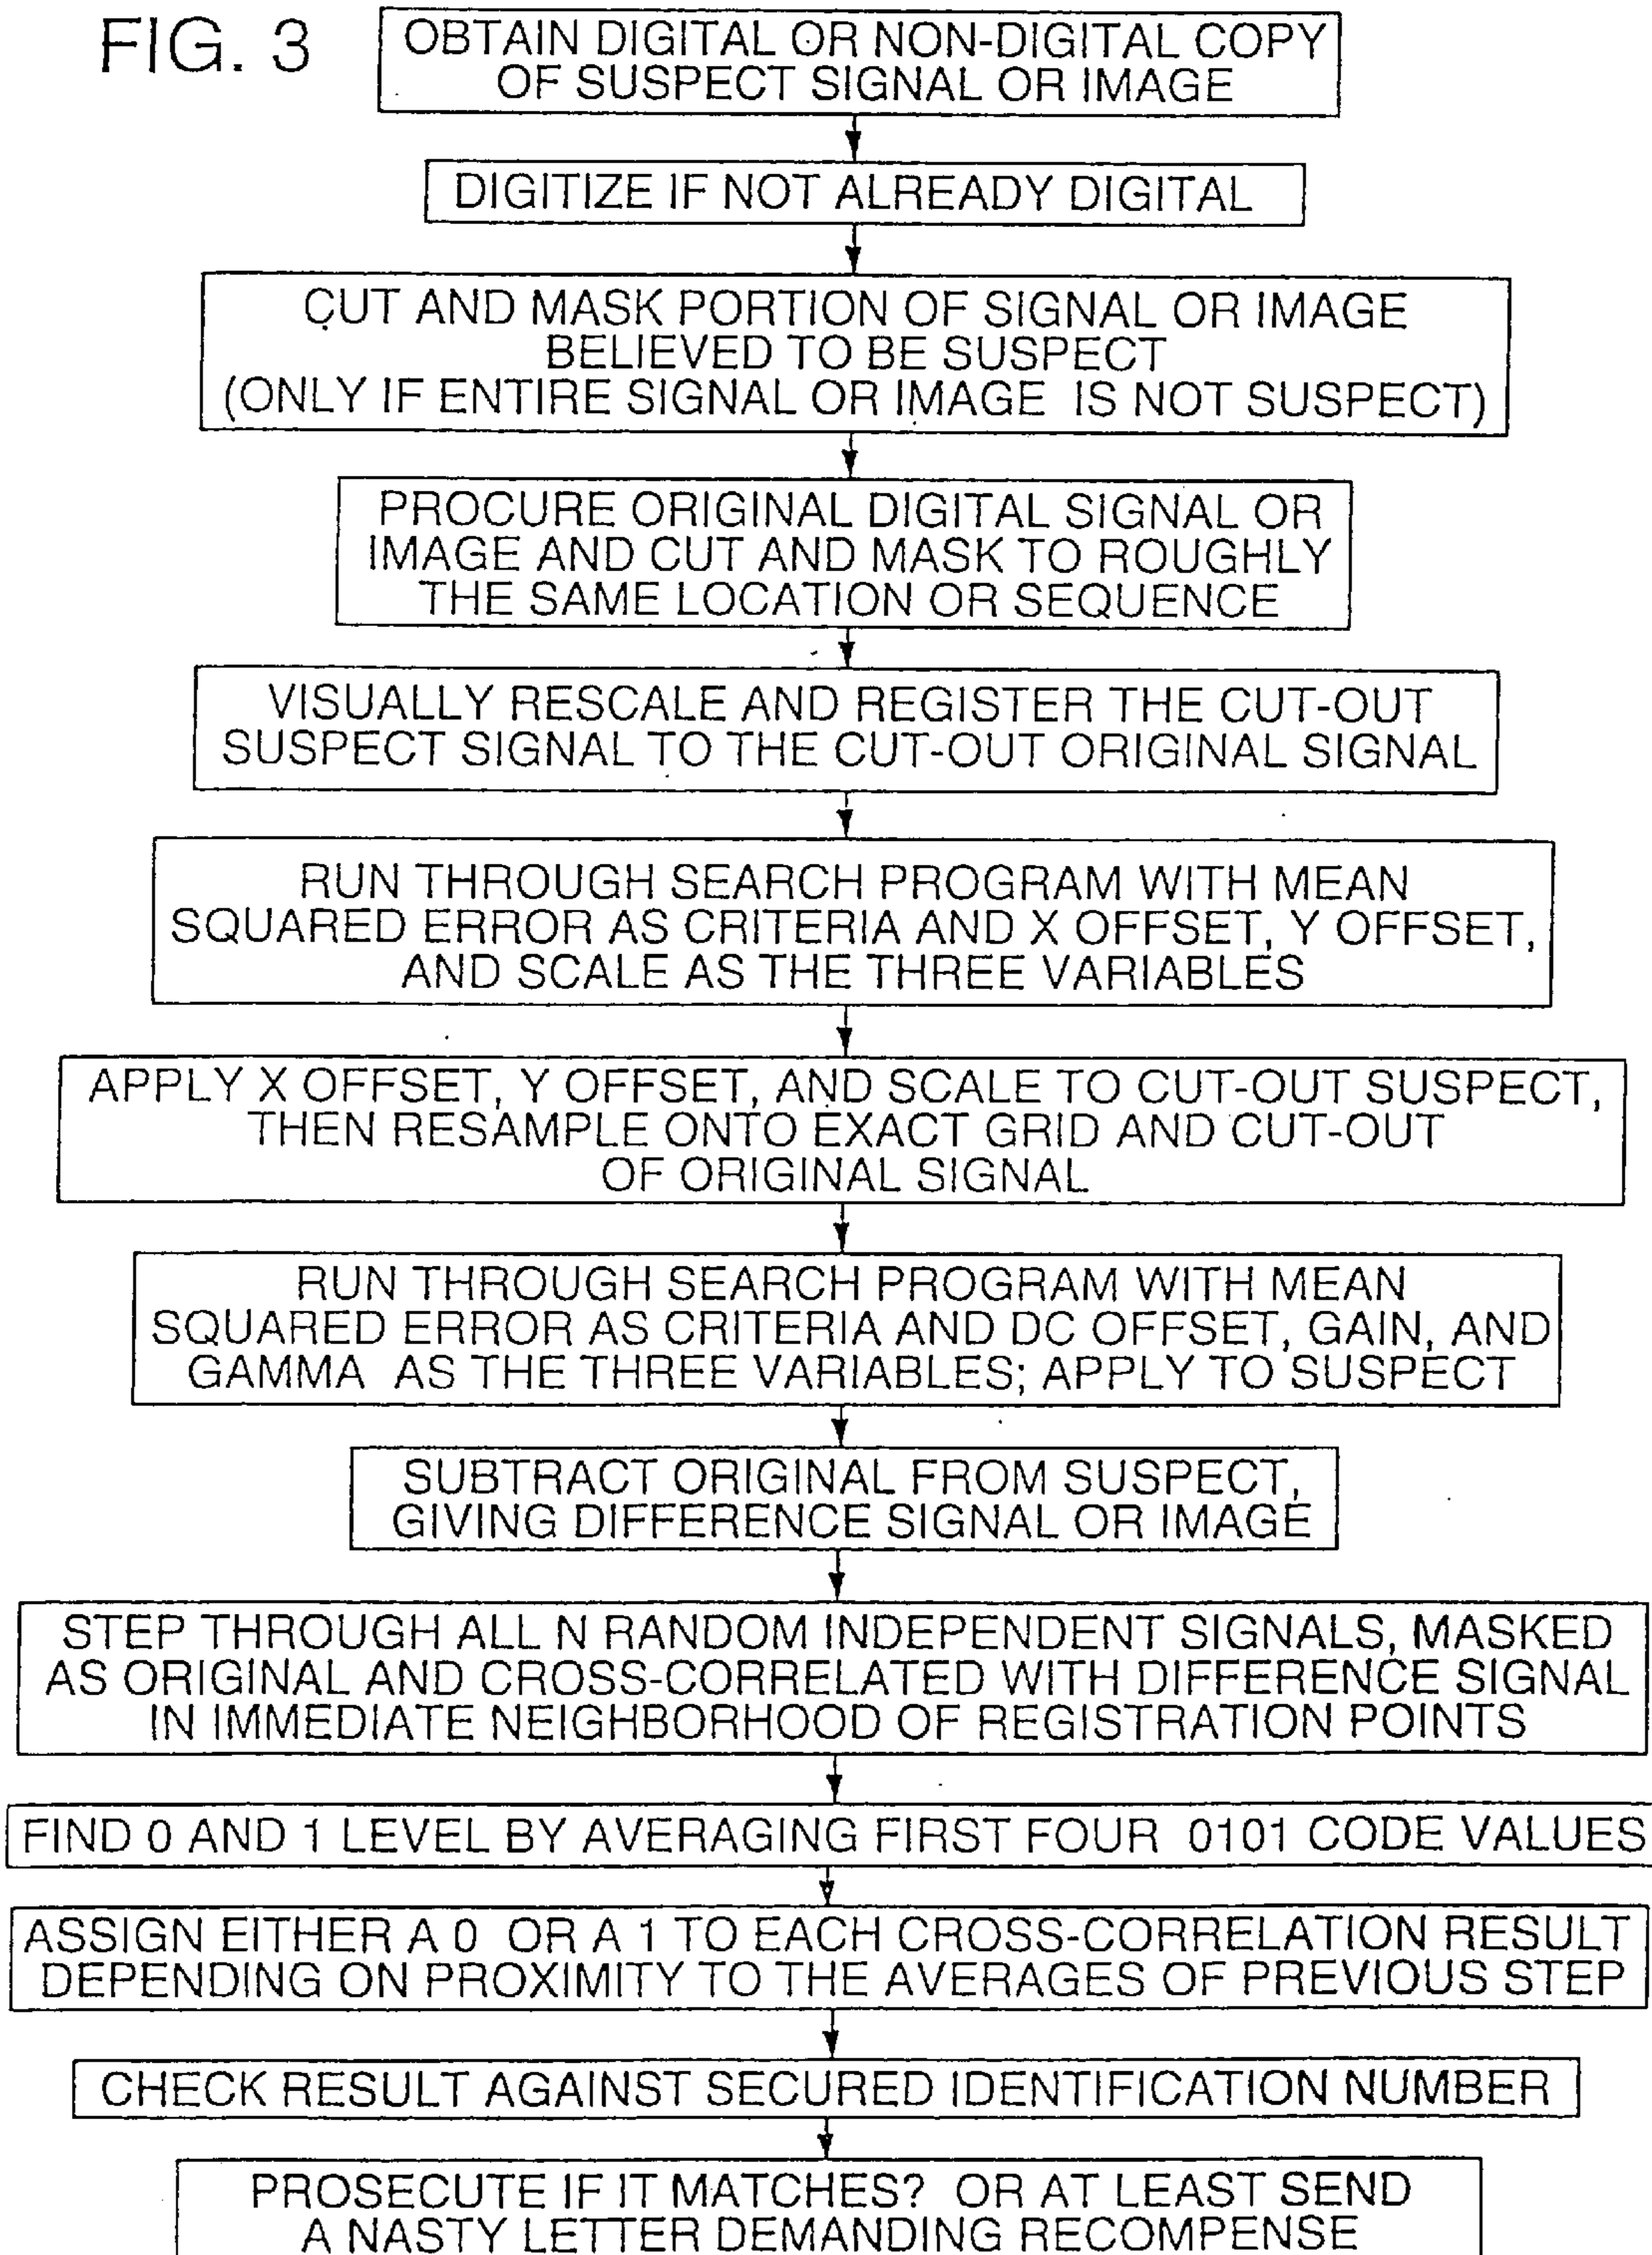 FIG. 3
OBTAIN DIGITAL OR NON-DIGITAL COPY
OF SUSPECT SIGNAL OR IMAGE
DIGITIZE IF NOT ALREADY DIGITAL
CUT AND MASK PORTION OF SIGNAL OR IMAGE
BELIEVED TO BE SUSPECT
(ONLY IF ENTIRE SIGNAL OR IMAGE IS NOT SUSPECT)
PROCURE ORIGINAL DIGITAL SIGNAL OR
IMAGE AND CUT AND MASK TO ROUGHLY
THE SAME LOCATION OR SEQUENCE
VISUALLY RESCALE AND REGISTER THE CUT-OUT
SUSPECT SIGNAL TO THE CUT-OUT ORIGINAL SIGNAL
RUN THROUGH SEARCH PROGRAM WITH MEAN
SQUARED ERROR AS CRITERIA AND X OFFSET, Y OFFSET,
AND SCALE AS THE THREE VARIABLES
APPLY X OFFSET, Y OFFSET, AND SCALE TO CUT-OUT SUSPECT,
THEN RESAMPLE ONTO EXACT GRID AND CUT-OUT
OF ORIGINAL SIGNAL
RUN THROUGH SEARCH PROGRAM WITH MEAN
SQUARED ERROR AS CRITERIA AND DC OFFSET, GAIN, AND
GAMMA AS THE THREE VARIABLES; APPLY TO SUSPECT
SUBTRACT ORIGINAL FROM SUSPECT,
GIVING DIFFERENCE SIGNAL OR IMAGE
STEP THROUGH ALL N RANDOM INDEPENDENT SIGNALS, MASKED
AS ORIGINAL AND CROSS-CORRELATED WITH DIFFERENCE SIGNAL
IN IMMEDIATE NEIGHBORHOOD OF REGISTRATION POINTS
FIND 0 AND 1 LEVEL BY AVERAGING FIRST FOUR 0101 CODE VALUES
ASSIGN EITHER A 0 OR A 1 TO EACH CROSS-CORRELATION RESULT
DEPENDING ON PROXIMITY TO THE AVERAGES OF PREVIOUS STEP
CHECK RESULT AGAINST SECURED IDENTIFICATION NUMBER
PROSECUTE IF IT MATCHES? OR AT LEAST SEND
A NASTY LETTER DEMANDING RECOMPENSE